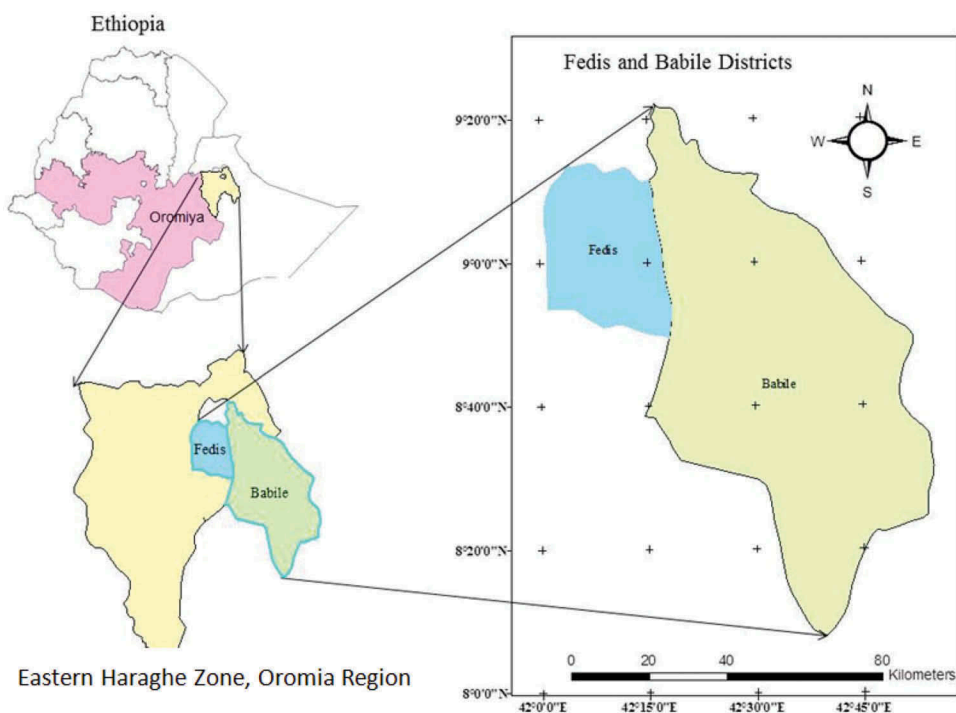 Ethiopia
Oromiya
Fedis
Babile
Eastern Haraghe Zone, Oromia Region
Fedis and Babile Districts
N
W E
S
9°20'0"N
9°0'0"N
8°40'0"N
8°20'0"N
8°0'0"N
Fedis
Babile
0 20 40 80
Kilometers
42°0'0"E 42°15'0"E 42°30'0"E 42°45'0"E